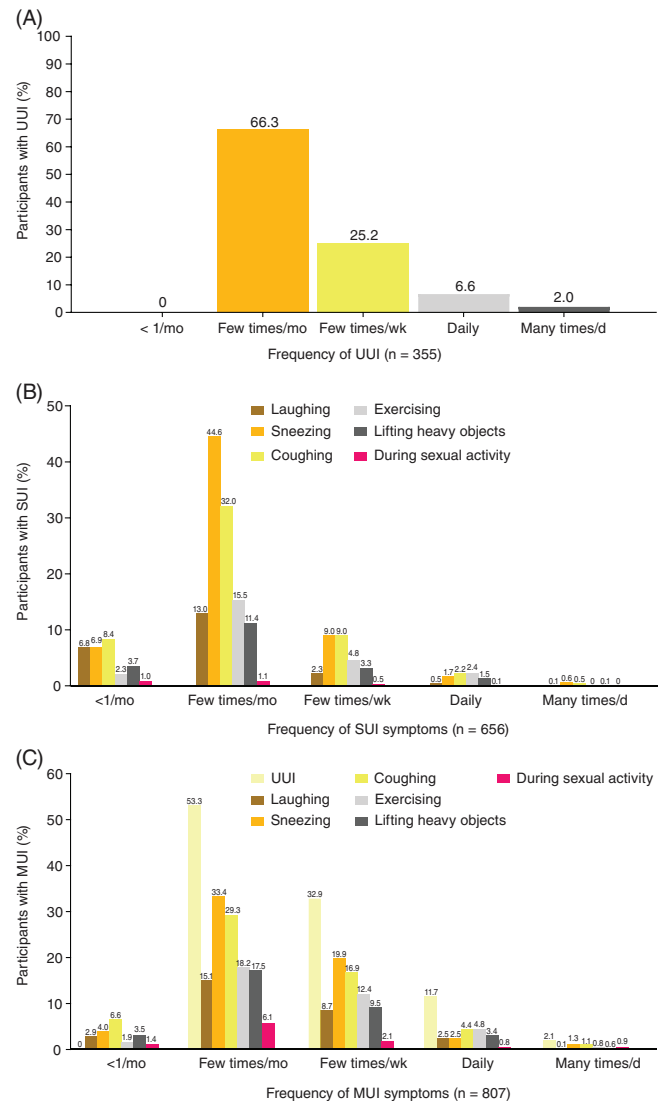 (A)
Participants with UUI (%)
100
90
80
70
60
50
40
30
20
10
0
0
66.3
25.2
6.6
2.0
< 1/mo Few times/mo Few times/wk Daily Many times/d
Frequency of UUI (n = 355)
(B)
Participants with SUI (%)
50
40
30
20
10
0
Laughing Exercising
Sneezing Lifting heavy objects
Coughing During sexual activity
6.8 6.9 8.4 2.3 3.7 1.0
13.0 44.6 32.0 15.5 11.4 1.1
2.3 9.0 9.0 4.8 3.3 0.5
0.5 1.7 2.2 2.4 1.5 0.1
0.1 0.6 0.5 0 0.1 0
<1/mo Few times/mo Few times/wk Daily Many times/d
Frequency of SUI symptoms (n = 656)
(C)
Participants with MUI (%)
60
50
40
30
20
10
0
UUI Coughing During sexual activity
Laughing Exercising
Sneezing Lifting heavy objects
0 2.9 4.0 6.6 1.9 3.5 1.4
53.3 15.1 33.4 29.3 18.2 17.5 6.1
32.9 8.7 19.9 16.9 12.4 9.5 2.1
11.7 2.5 2.5 4.4 4.8 3.4 0.8
2.1 0.1 1.3 1.1 0.8 0.6 0.9
<1/mo Few times/mo Few times/wk Daily Many times/d
Frequency of MUI symptoms (n = 807)